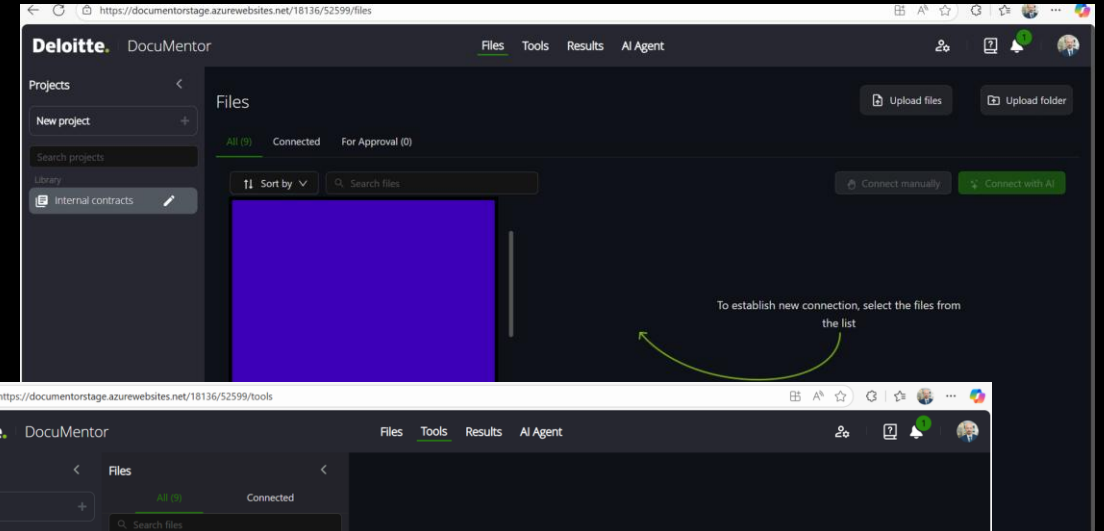 https://documentorstage.azurewebsites.net/18136/52599/files
Deloitte. DocuMentor
Files Tools Results AI Agent
1
Projects
New project
Search projects
Library
Internal contracts
Files
Upload files
Upload folder
All (9) Connected For Approval (0)
Sort by
Search files
Connect manually
Connect with AI
To establish new connection, select the files from
the list
https://documentorstage.azurewebsites.net/18136/52599/tools
DocuMentor
Files Tools Results AI Agent
1
Files
All (9) Connected
Search files